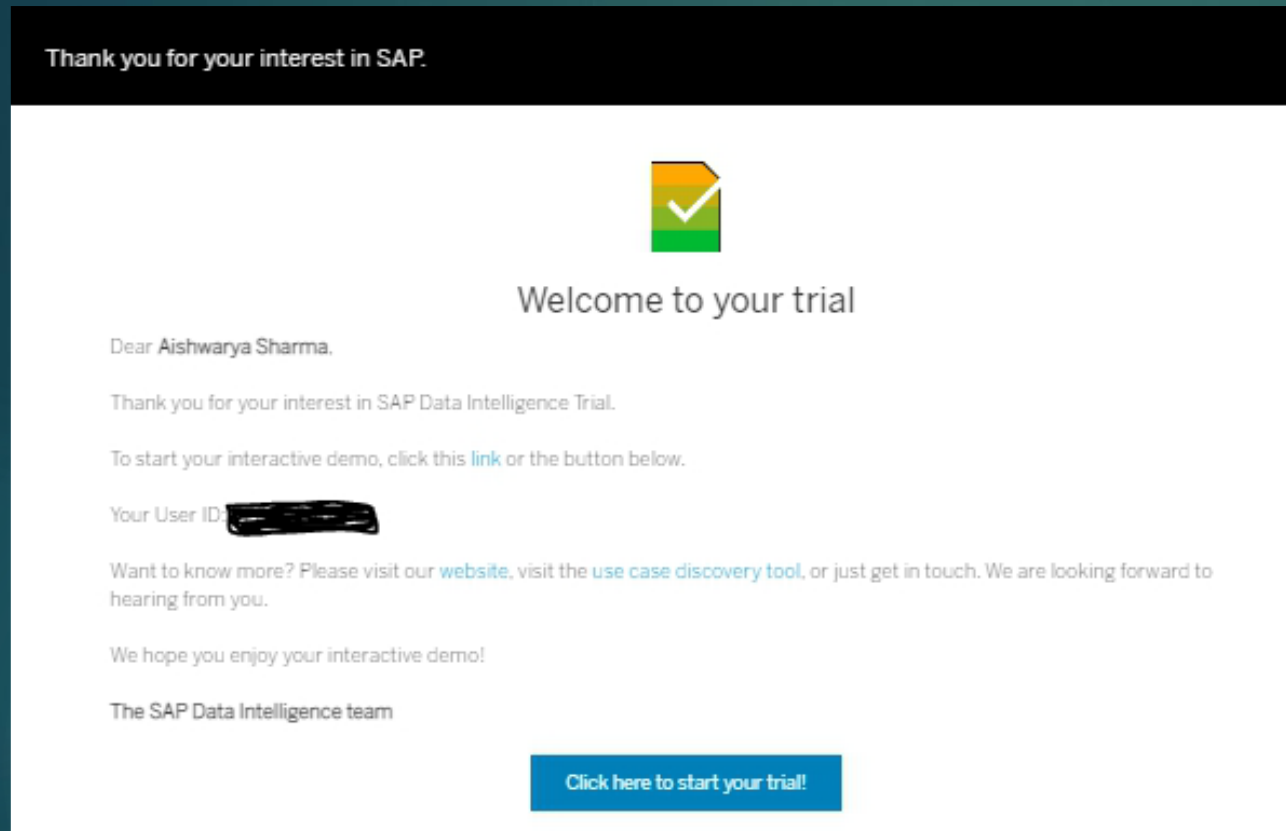 Thank you for your interest in SAP.
Welcome to your trial
Dear Aishwarya Sharma,
Thank you for your interest in SAP Data Intelligence Trial.
To start your interactive demo, click this link or the button below.
Your User ID:
Want to know more? Please visit our website, visit the use case discovery tool, or just get in touch. We are looking forward to
hearing from you.
We hope you enjoy your interactive demo!
The SAP Data Intelligence team
Click here to start your trial!